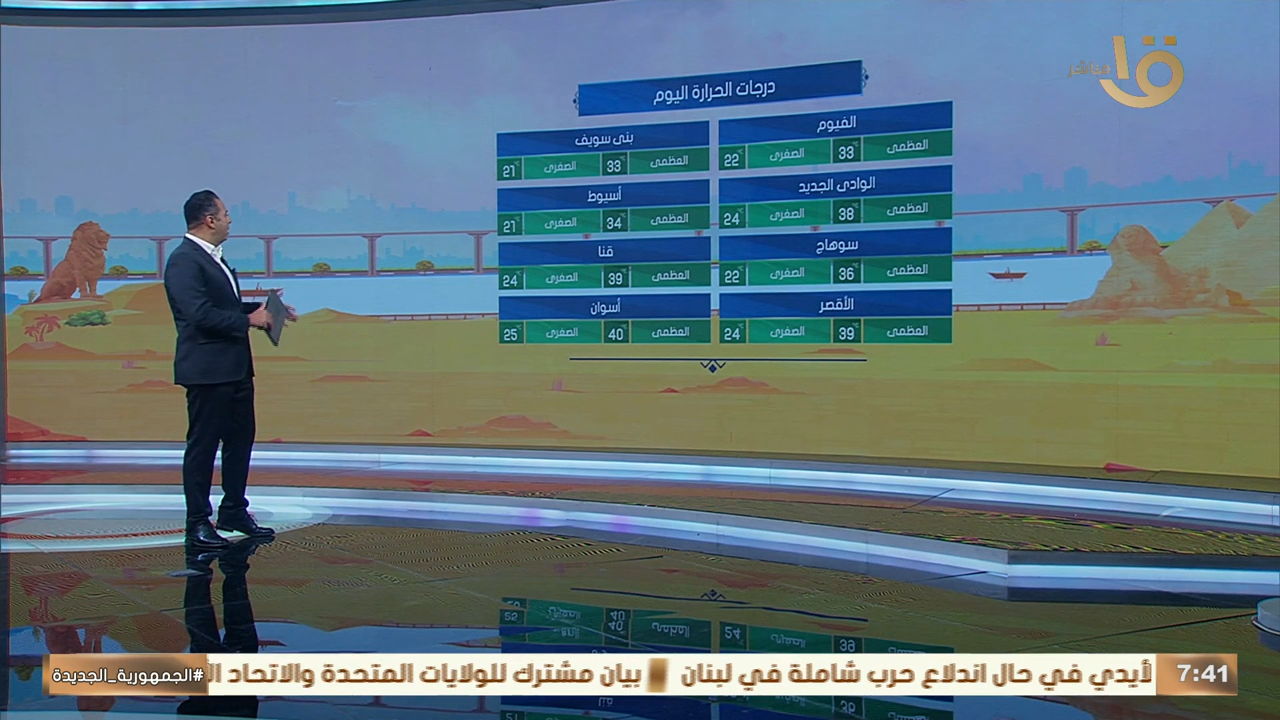 مباشر
درجات الحرارة اليوم
الفيوم
العظمى 33° الصغرى 22°
بنى سويف
العظمى 33° الصغرى 21°
الوادى الجديد
العظمى 38° الصغرى 24°
أسيوط
العظمى 34° الصغرى 21°
سوهاج
العظمى 36° الصغرى 22°
قنا
العظمى 39° الصغرى 24°
الأقصر
العظمى 39° الصغرى 24°
أسوان
العظمى 40° الصغرى 25°
7:41
لأيدي في حال اندلاع حرب شاملة في لبنان
بيان مشترك للولايات المتحدة والاتحاد
#الجمهورية_الجديدة